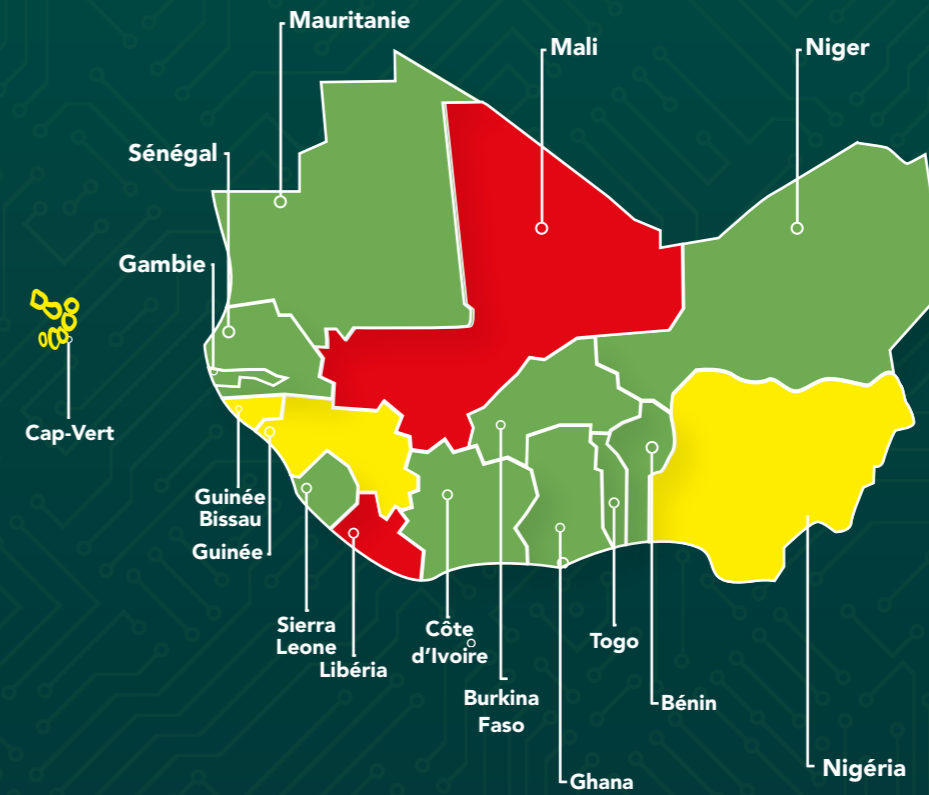 Mauritanie
Mali
Niger
Sénégal
Gambie
Cap-Vert
Guinée
Bissau
Guinée
Sierra
Leone
Libéria
Côte
d'Ivoire
Togo
Burkina
Faso
Bénin
Nigéria
Ghana